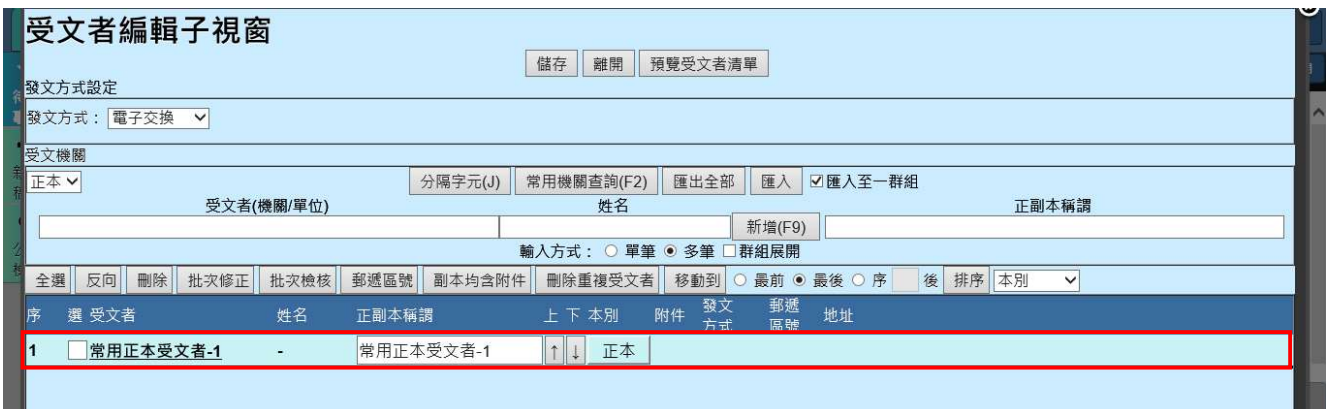 受文者編輯子視窗
儲存 離開 預覽受文者清單
發文方式設定
發文方式： 電子交換
受文機關
正本 分隔字元(J) 常用機關查詢(F2) 匯出全部 匯入 匯入至一群組
受文者(機關/單位) 姓名 正副本稱謂
新增(F9)
輸入方式： 單筆 多筆 群組展開
全選 反向 刪除 批次修正 批次檢核 郵遞區號 副本均含附件 刪除重複受文者 移動到 最前 最後 序 後 排序 本別
序 選 受文者 姓名 正副本稱謂 上 下 本別 附件 發文方式 郵遞區號 地址
1 常用正本受文者-1 - 常用正本受文者-1 ↑ ↓ 正本